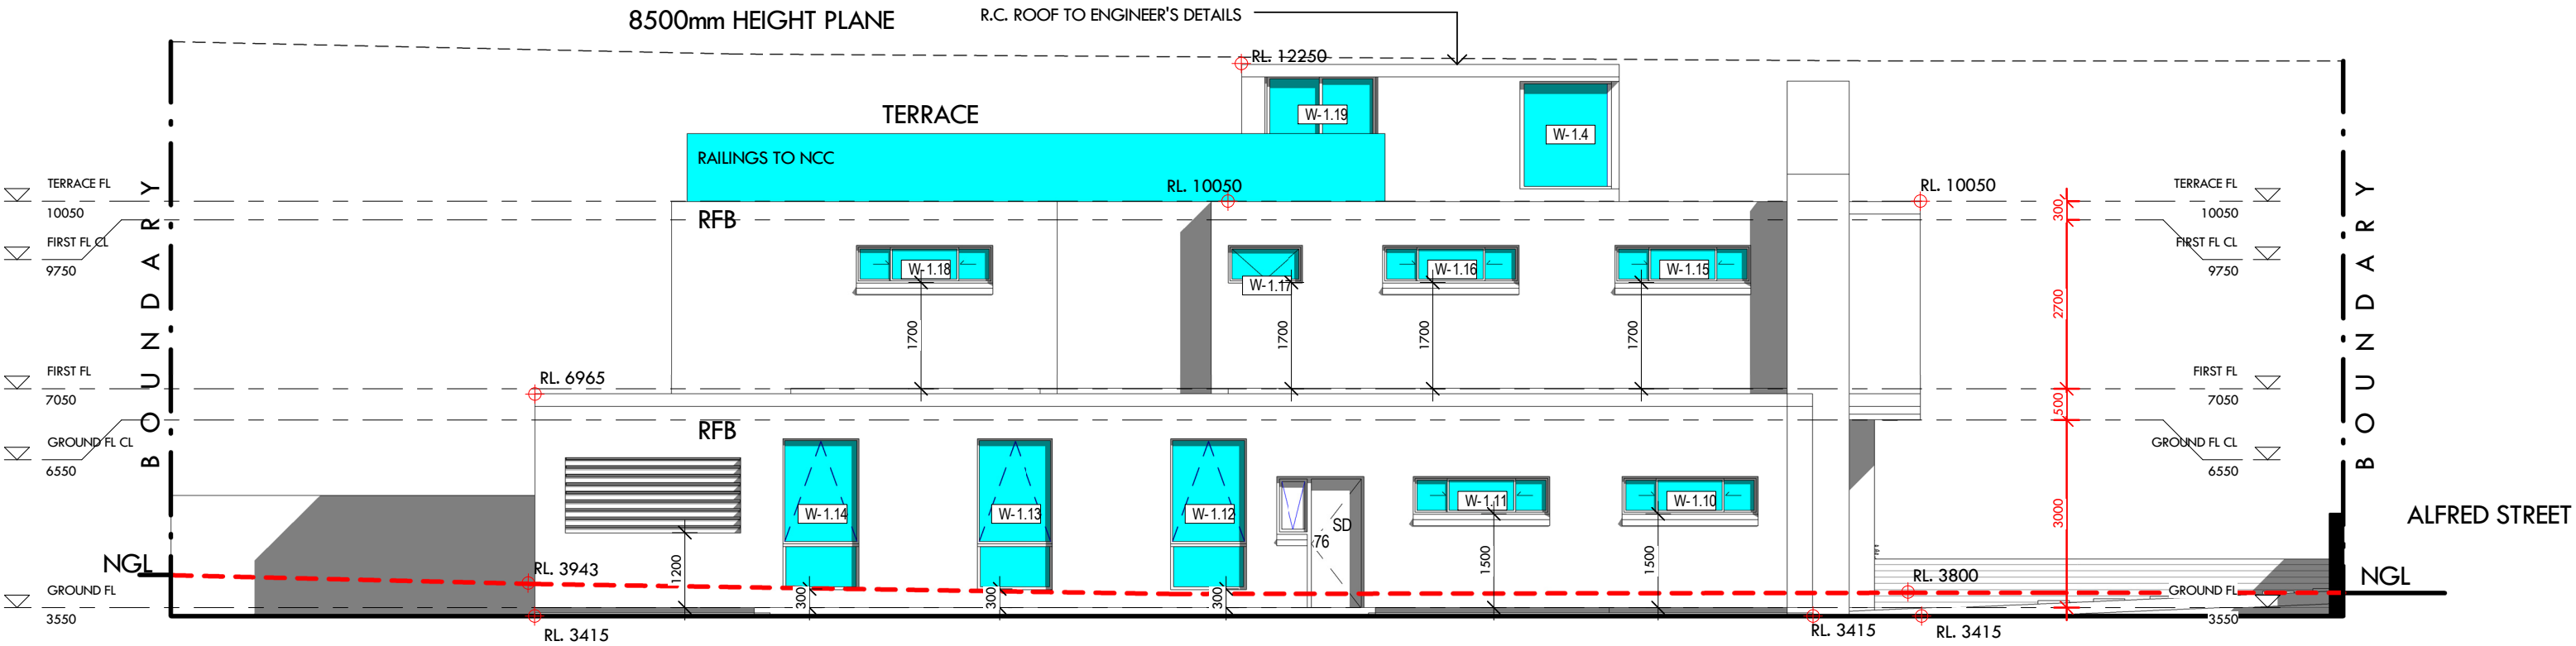 8500mm HEIGHT PLANE
R.C. ROOF TO ENGINEER'S DETAILS
RL. 12250
TERRACE
W-1.19
W-1.4
RAILINGS TO NCC
TERRACE FL
10050
RL. 10050
RL. 10050
TERRACE FL
10050
RFB
300
FIRST FL CL
9750
W-1.18
W-1.17
W-1.16
W-1.15
FIRST FL CL
9750
BOUNDARY
BOUNDARY
1700
1700
1700
1700
2700
FIRST FL
7050
RL. 6965
FIRST FL
7050
500
RFB
GROUND FL CL
6550
GROUND FL CL
6550
W-1.14
W-1.13
W-1.12
W-1.11
W-1.10
SD
76
3000
ALFRED STREET
NGL
RL. 3943
1200
300
300
300
1500
1500
RL. 3800
NGL
GROUND FL
3550
GROUND FL
3550
RL. 3415
RL. 3415
RL. 3415